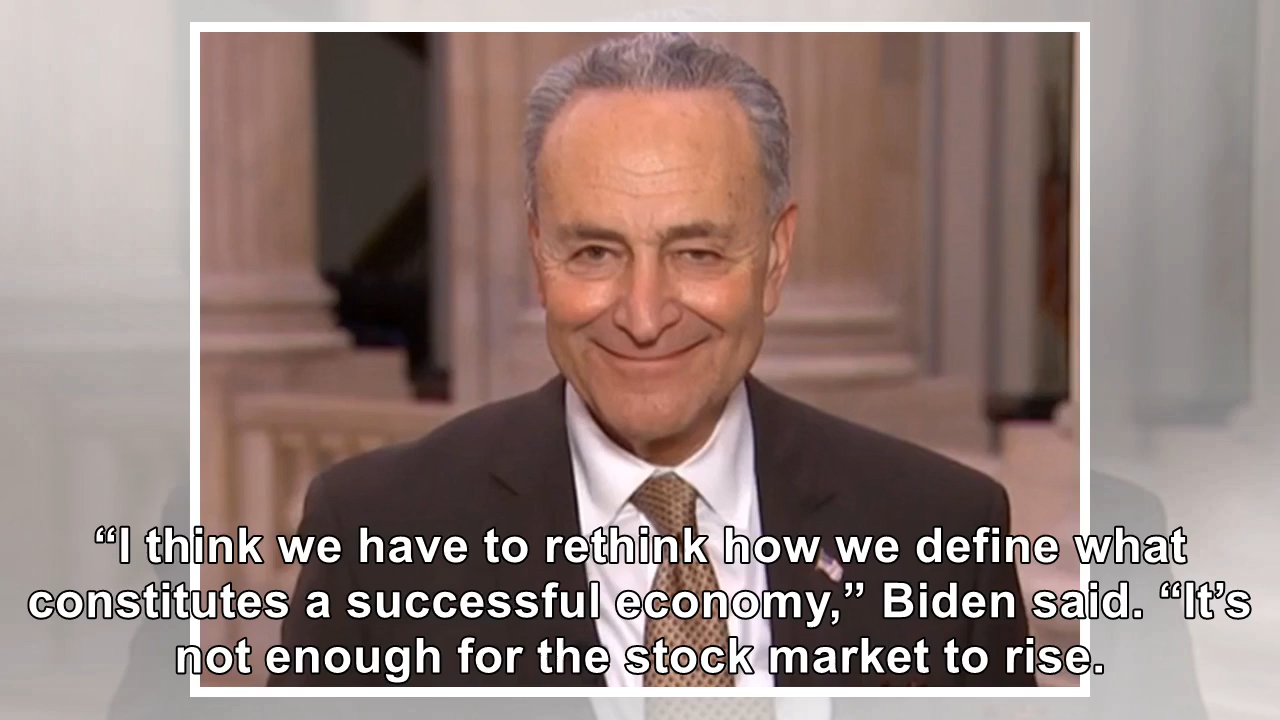 “I think we have to rethink how we define what
constitutes a successful economy,” Biden said. “It’s
not enough for the stock market to rise.